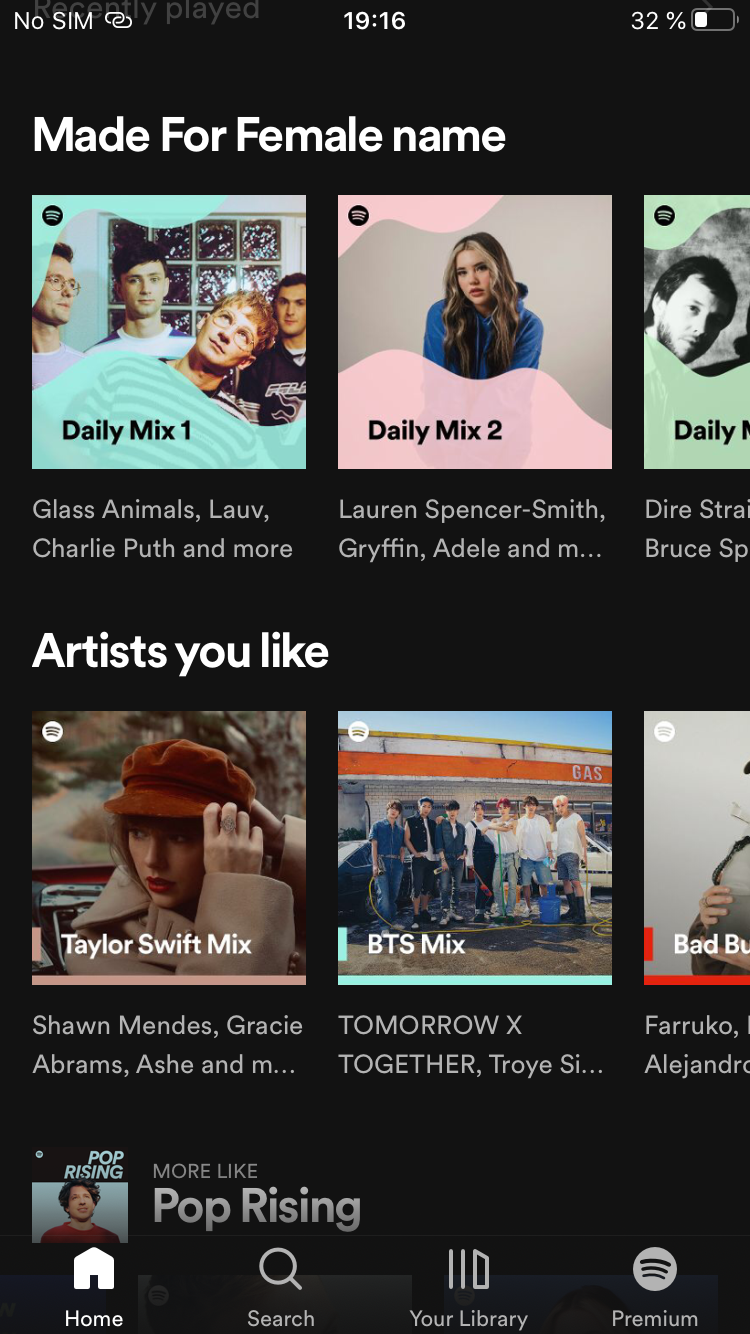 Recently played
No SIM 19:16 32 %
Made For Female name
Daily Mix 1
Daily Mix 2
Daily M
Glass Animals, Lauv,
Charlie Puth and more
Lauren Spencer-Smith,
Gryffin, Adele and m...
Dire Strai
Bruce Sp
Artists you like
GAS
Taylor Swift Mix
BTS Mix
Bad Bu
Shawn Mendes, Gracie
Abrams, Ashe and m...
TOMORROW X
TOGETHER, Troye Si...
Farruko,
Alejandro
POP
RISING
MORE LIKE
Pop Rising
Home
Search
Your Library
Premium